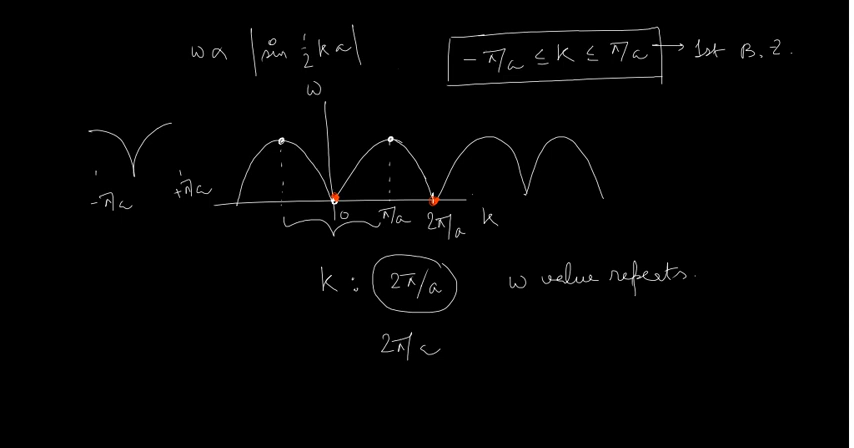 ω ∝ |sin ½ ka|
-π/a ≤ K ≤ π/a → 1st B.Z.
ω
-π/a +π/a
0 π/a 2π/a K
K : 2π/a ω value repeats.
2π/a